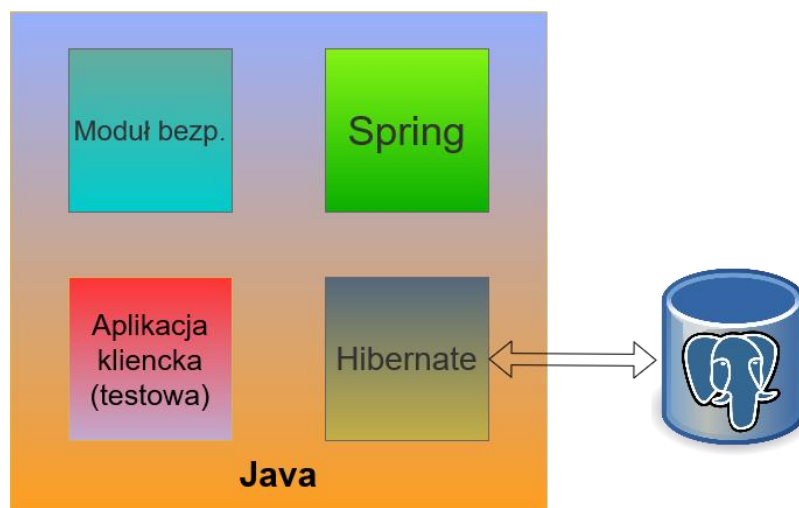 Moduł bezp.
Spring
Aplikacja
kliencka
(testowa)
Hibernate
Java